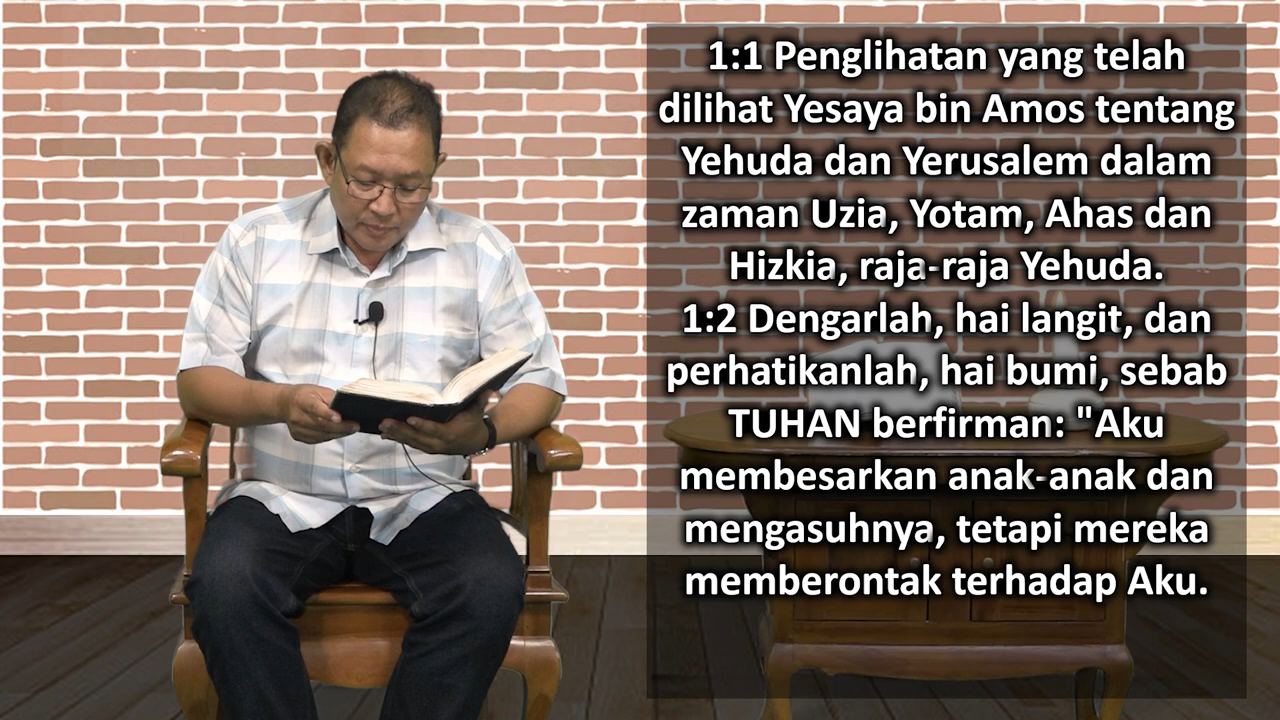 1:1 Penglihatan yang telah
dilihat Yesaya bin Amos tentang
Yehuda dan Yerusalem dalam
zaman Uzia, Yotam, Ahas dan
Hizkia, raja-raja Yehuda.
1:2 Dengarlah, hai langit, dan
perhatikanlah, hai bumi, sebab
TUHAN berfirman: "Aku
membesarkan anak-anak dan
mengasuhnya, tetapi mereka
memberontak terhadap Aku.